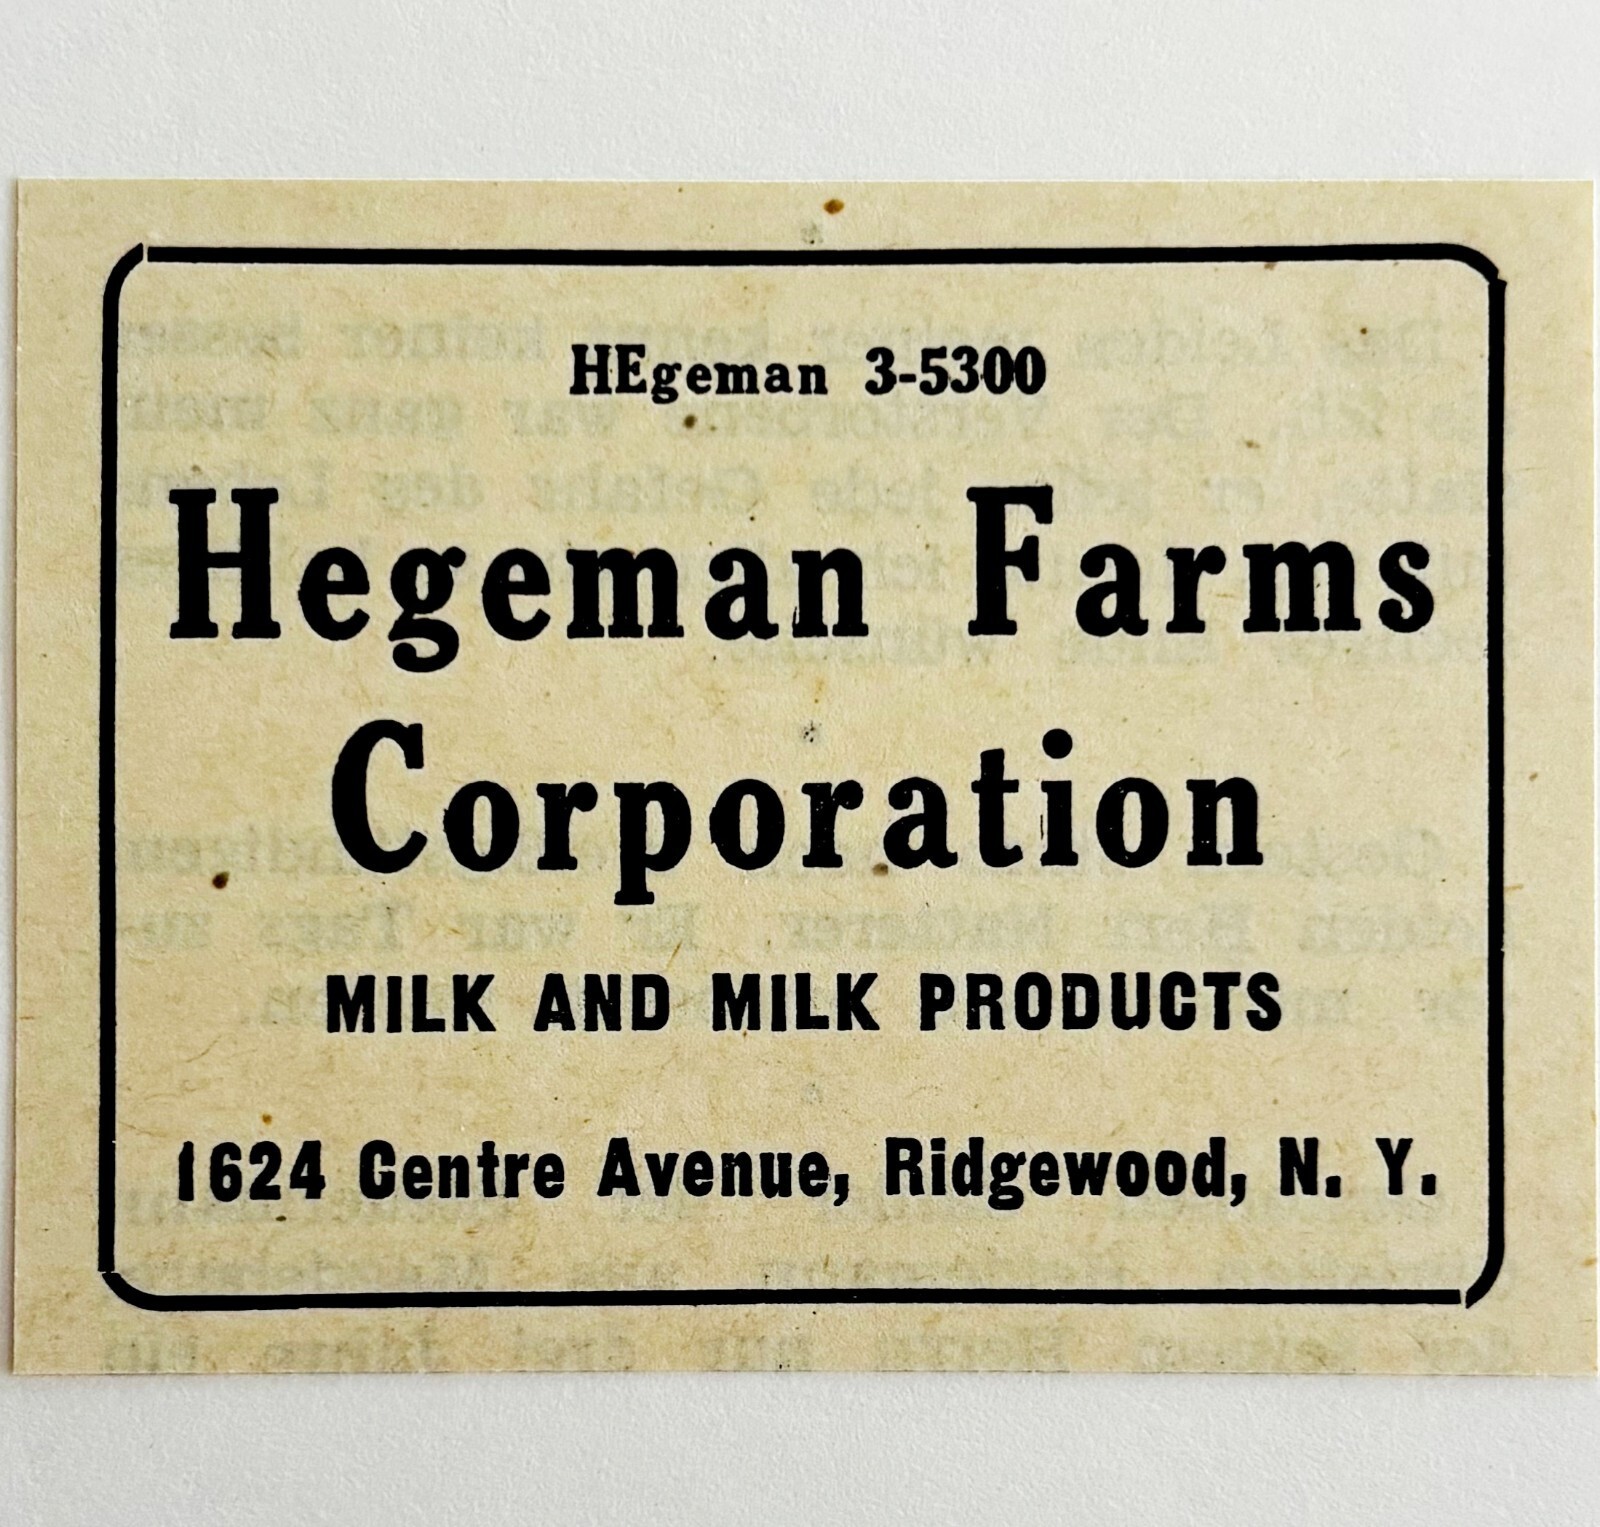 HEgeman 3-5300
Hegeman Farms
Corporation
MILK AND MILK PRODUCTS
1624 Centre Avenue, Ridgewood, N. Y.